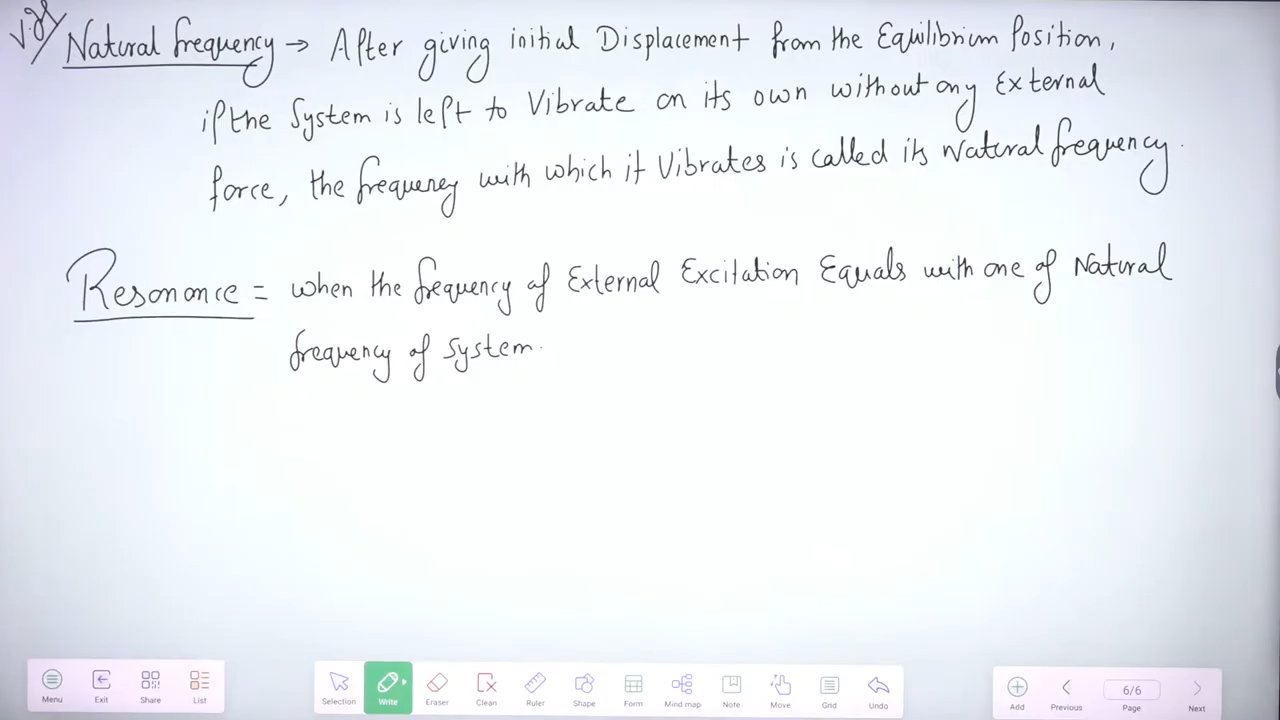 V.Q Natural frequency → After giving initial Displacement from the Equilibrium Position,
if the System is left to Vibrate on its own without any External
force, the frequency with which it Vibrates is called its Natural frequency.
Resonance = when the frequency of External Excitation Equals with one of Natural
frequency of System.
Menu Exit Share List Selection Write Eraser Clean Ruler Shape Form Mind map Note Move Grid Undo Add Previous 6/6 Page Next